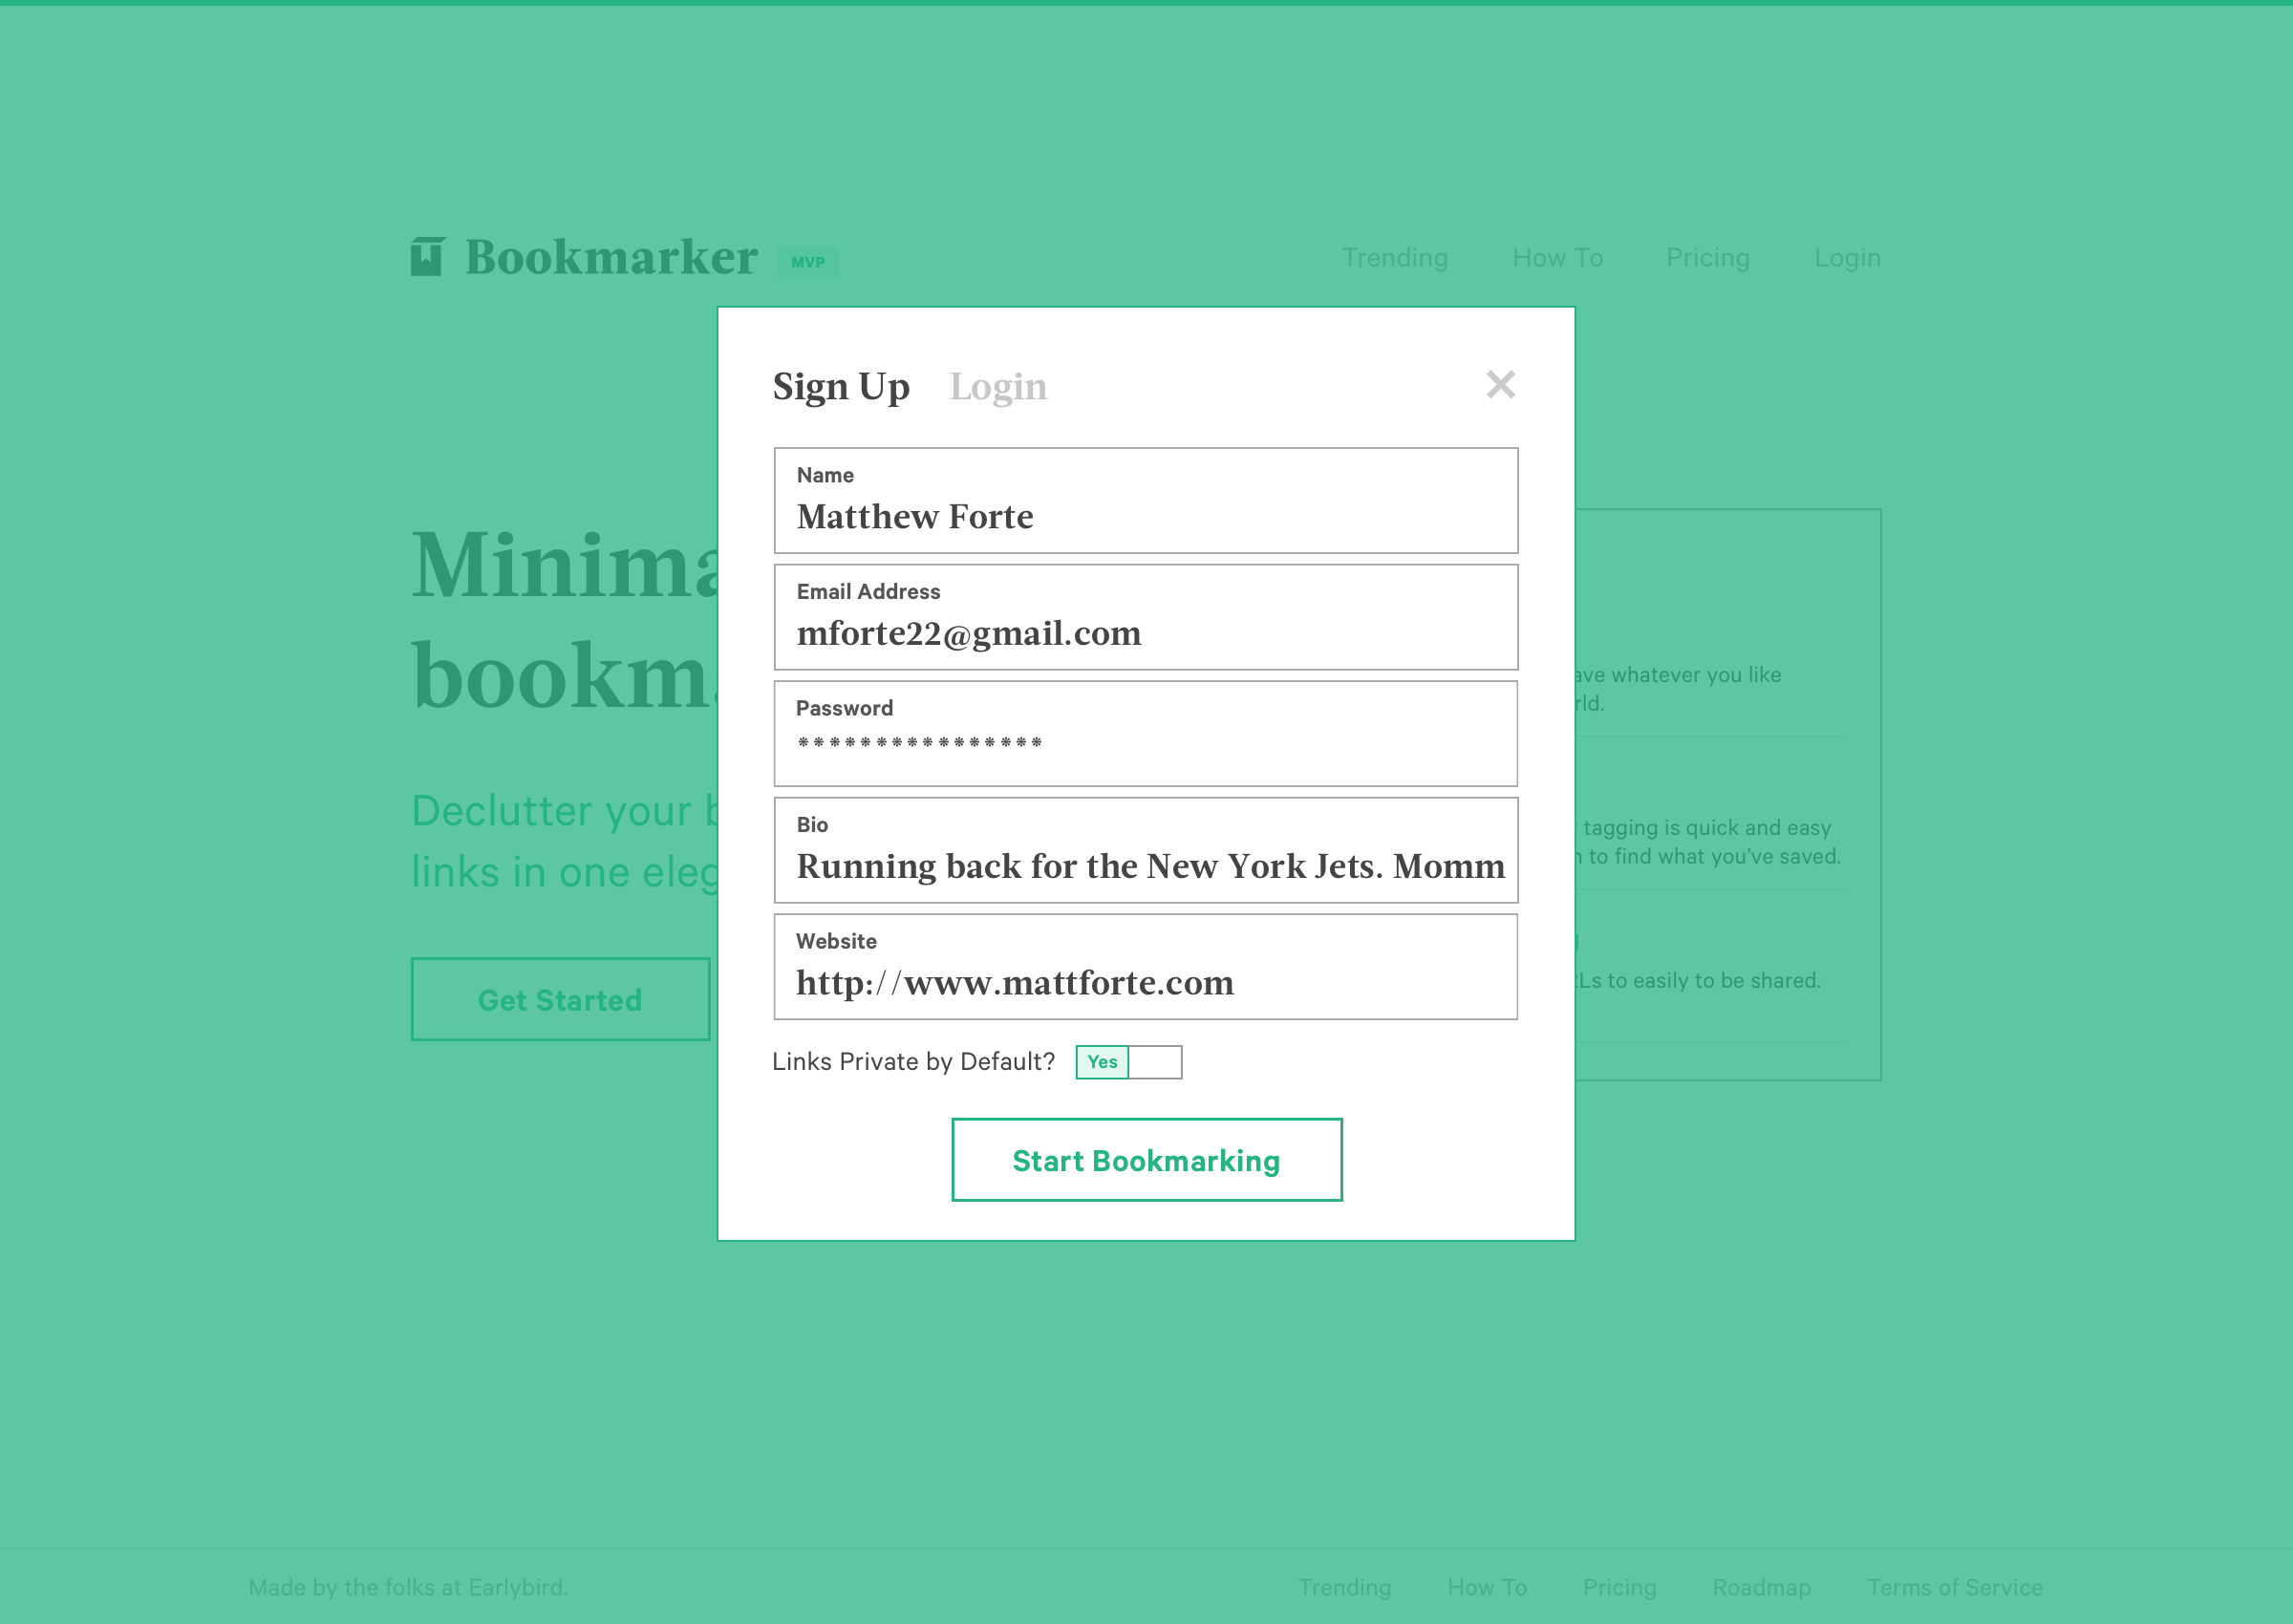 Bookmarker MVP
Trending How To Pricing Login
Sign Up Login
Name
Matthew Forte
Email Address
mforte22@gmail.com
Password
****************
Bio
Running back for the New York Jets. Momm
Website
http://www.mattforte.com
Links Private by Default? Yes
Start Bookmarking
Minima
bookm
Declutter your b
links in one eleg
Get Started
ave whatever you like
rld.
tagging is quick and easy
to find what you’ve saved.
Ls to easily to be shared.
Made by the folks at Earlybird.
Trending How To Pricing Roadmap Terms of Service